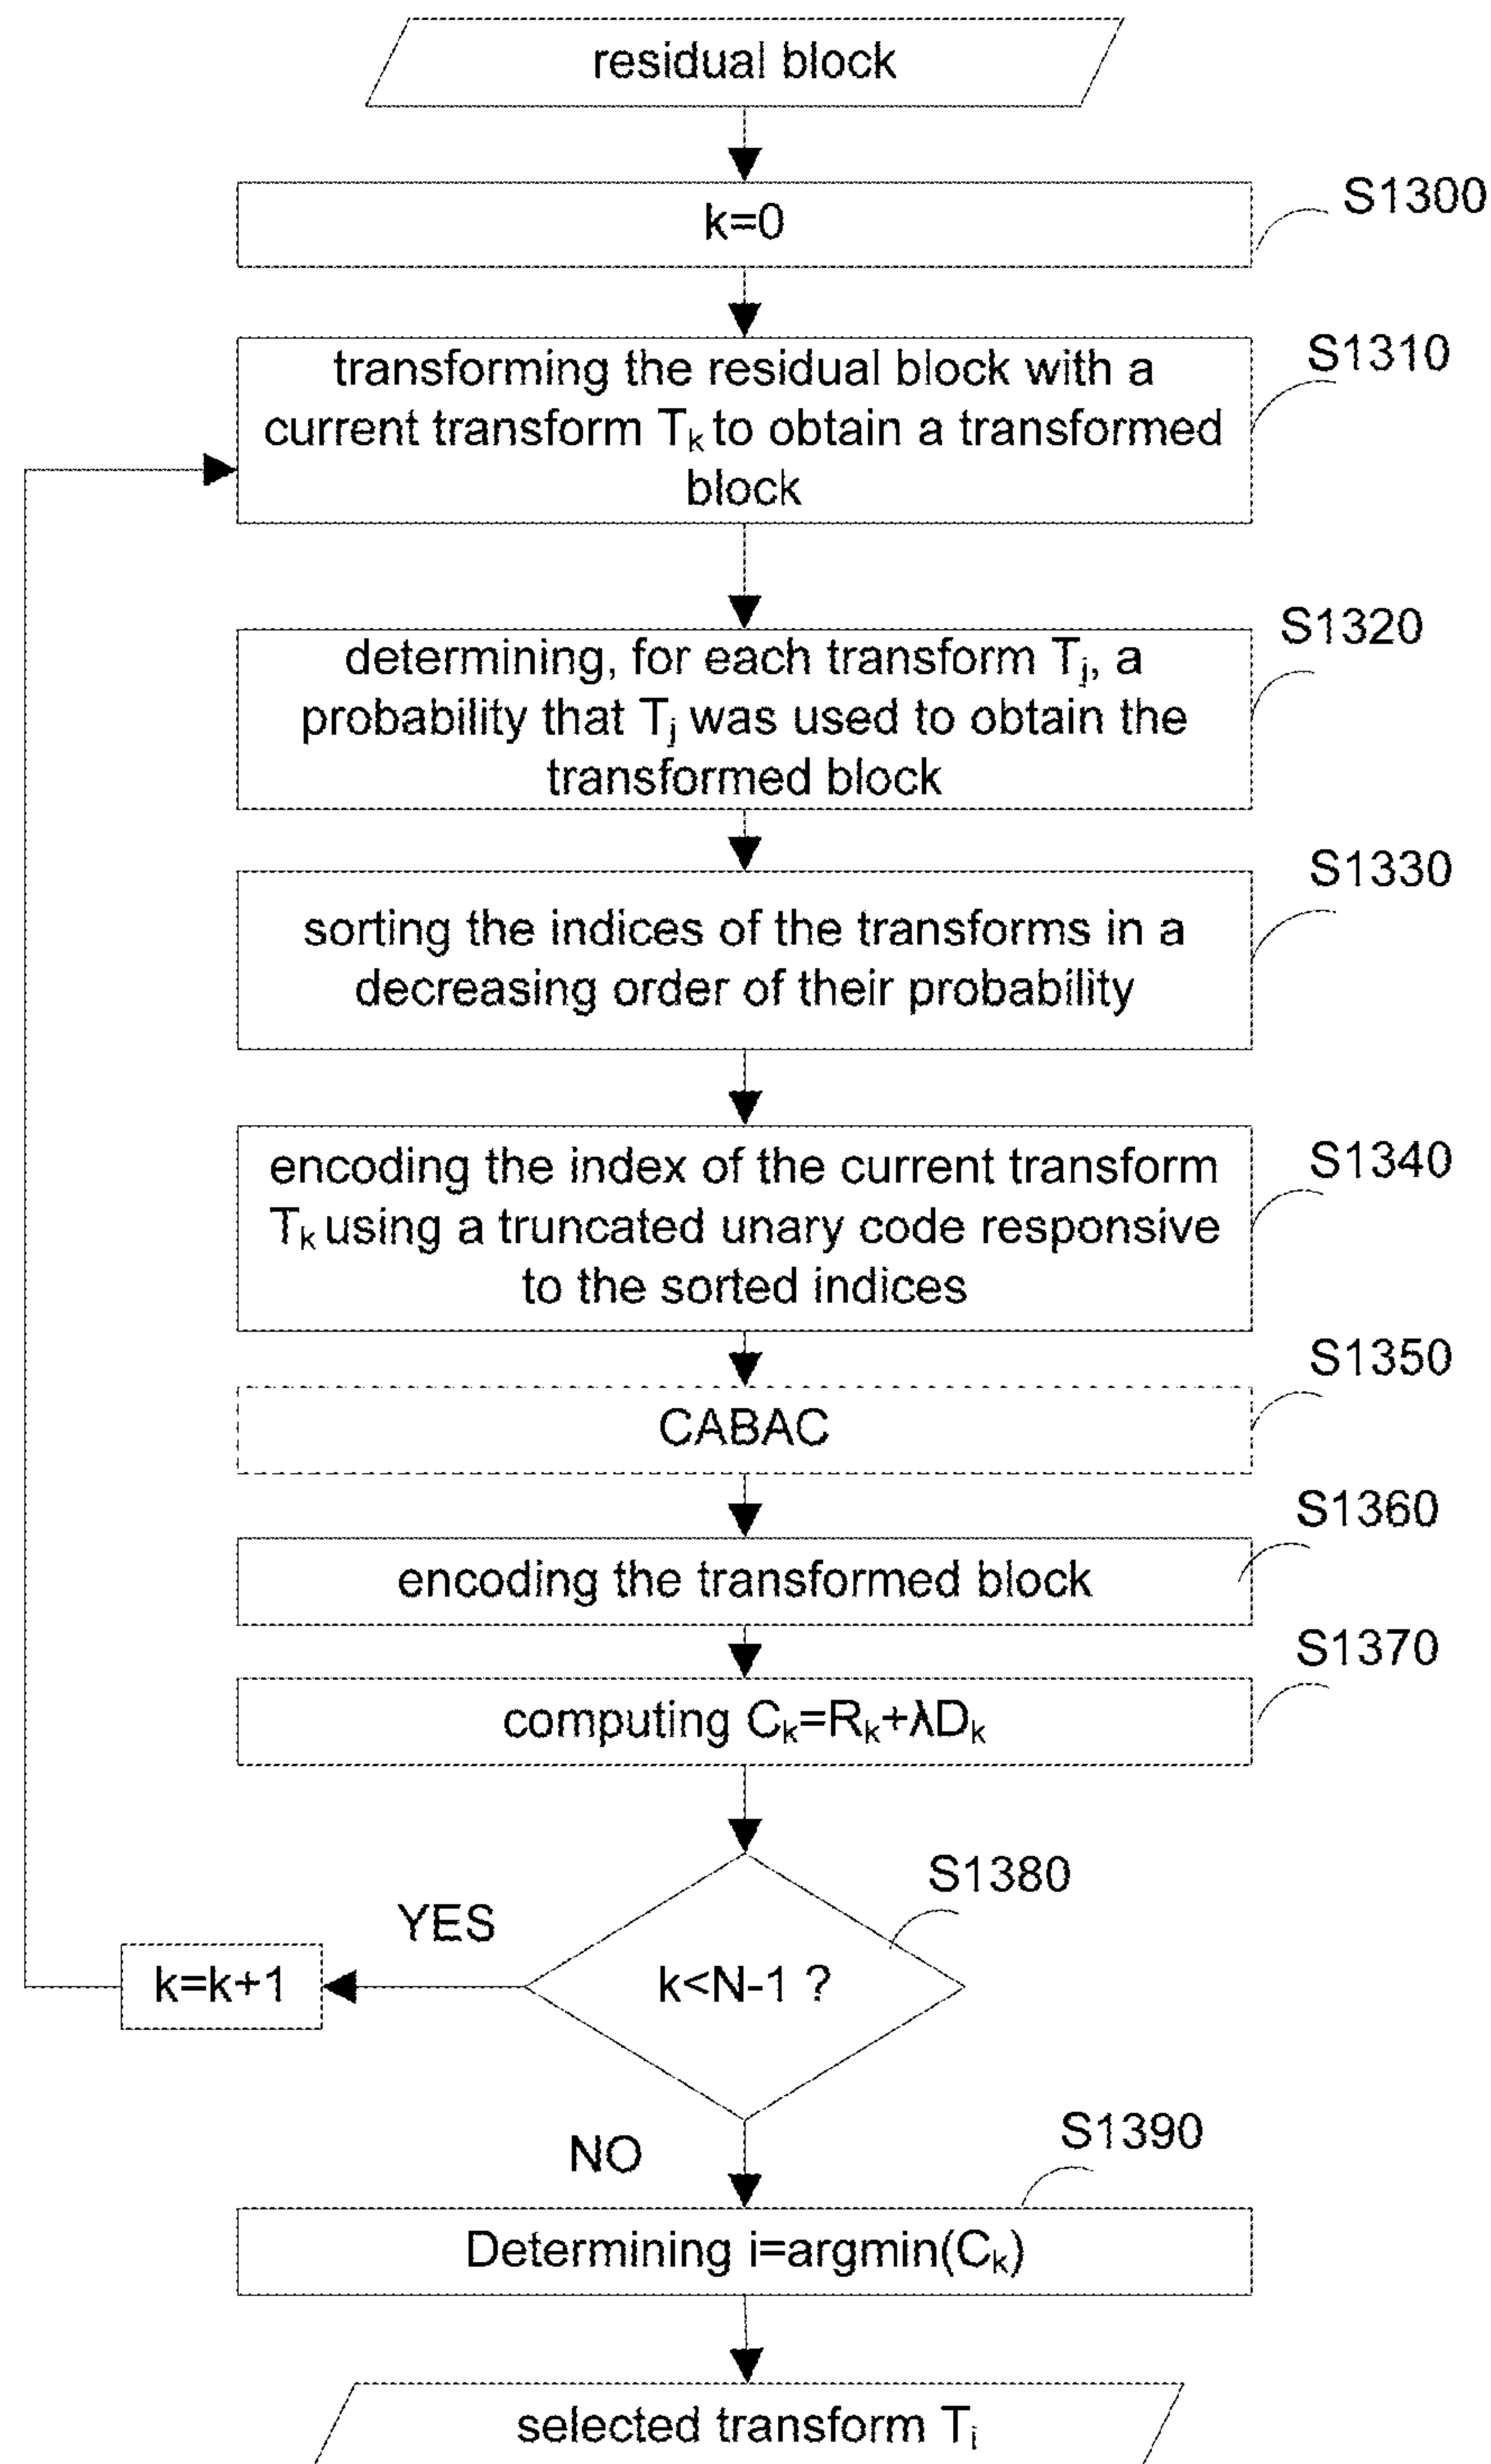 residual block
k=0
S1300
transforming the residual block with a
current transform Tk to obtain a transformed
block
S1310
determining, for each transform Tj, a
probability that Tj was used to obtain the
transformed block
S1320
sorting the indices of the transforms in a
decreasing order of their probability
S1330
encoding the index of the current transform
Tk using a truncated unary code responsive
to the sorted indices
S1340
CABAC
S1350
encoding the transformed block
S1360
computing Ck=Rk+λDk
S1370
k<N-1 ?
S1380
YES
k=k+1
NO
Determining i=argmin(Ck)
S1390
selected transform Ti